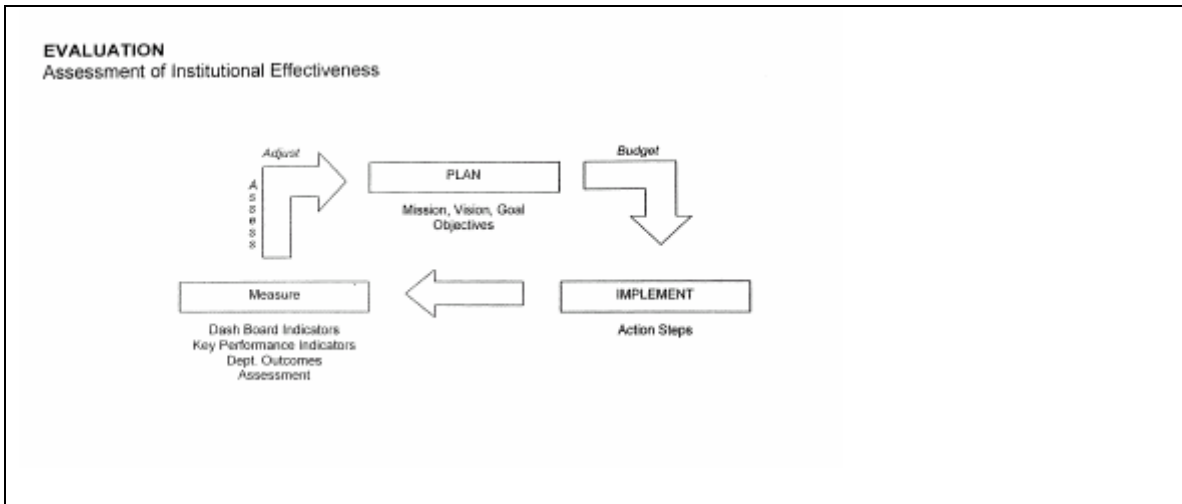 EVALUATION
Assessment of Institutional Effectiveness
Adjust
Assess
PLAN
Mission, Vision, Goal
Objectives
Budget
Measure
Dash Board Indicators
Key Performance Indicators
Dept. Outcomes
Assessment
IMPLEMENT
Action Steps